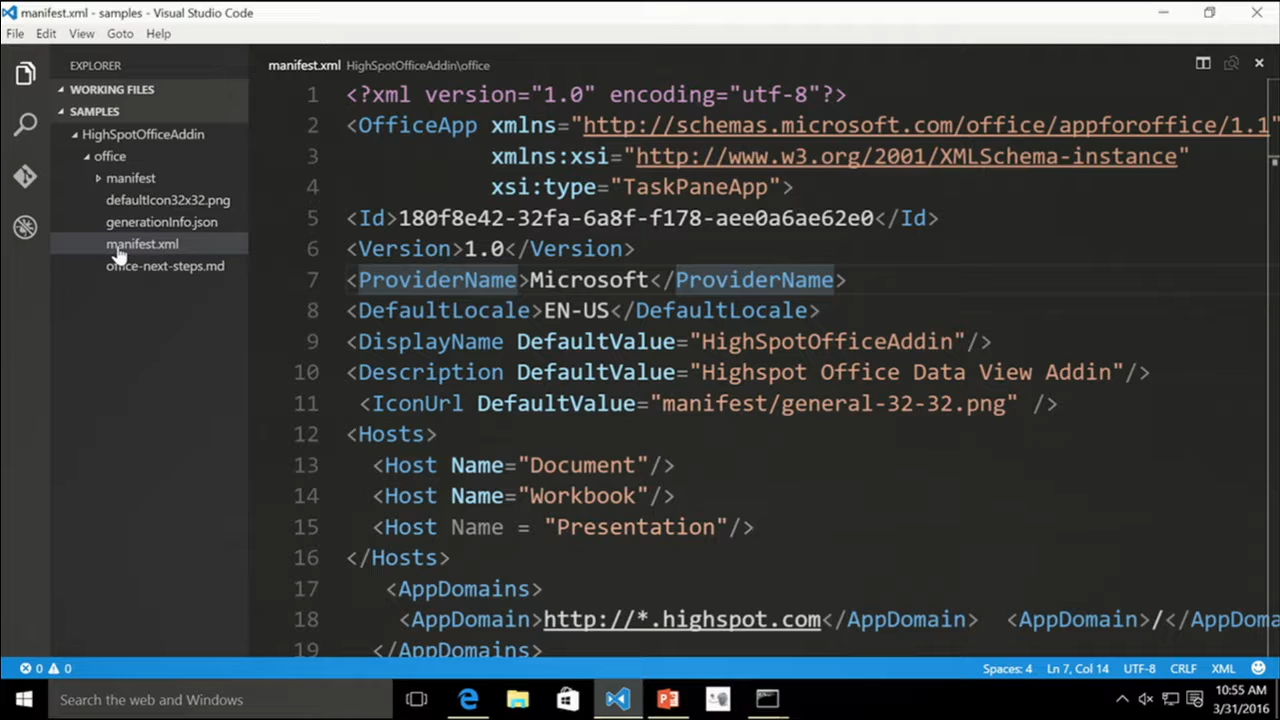 manifest.xml - samples - Visual Studio Code
File Edit View Goto Help
EXPLORER
WORKING FILES
SAMPLES
HighSpotOfficeAddin
office
manifest
defaultIcon32x32.png
generationInfo.json
manifest.xml
office-next-steps.md
manifest.xml HighSpotOfficeAddin\office
1 <?xml version="1.0" encoding="utf-8"?>
2 <OfficeApp xmlns="http://schemas.microsoft.com/office/appforoffice/1.1"
3 xmlns:xsi="http://www.w3.org/2001/XMLSchema-instance"
4 xsi:type="TaskPaneApp">
5 <Id>180f8e42-32fa-6a8f-f178-aee0a6ae62e0</Id>
6 <Version>1.0</Version>
7 <ProviderName>Microsoft</ProviderName>
8 <DefaultLocale>EN-US</DefaultLocale>
9 <DisplayName DefaultValue="HighSpotOfficeAddin"/>
10 <Description DefaultValue="Highspot Office Data View Addin"/>
11 <IconUrl DefaultValue="manifest/general-32-32.png" />
12 <Hosts>
13 <Host Name="Document"/>
14 <Host Name="Workbook"/>
15 <Host Name = "Presentation"/>
16 </Hosts>
17 <AppDomains>
18 <AppDomain>http://*.highspot.com</AppDomain> <AppDomain>/</AppDoma
19 </AppDomains>
0 0 Spaces: 4 Ln 7, Col 14 UTF-8 CRLF XML
Search the web and Windows
10:55 AM
3/31/2016